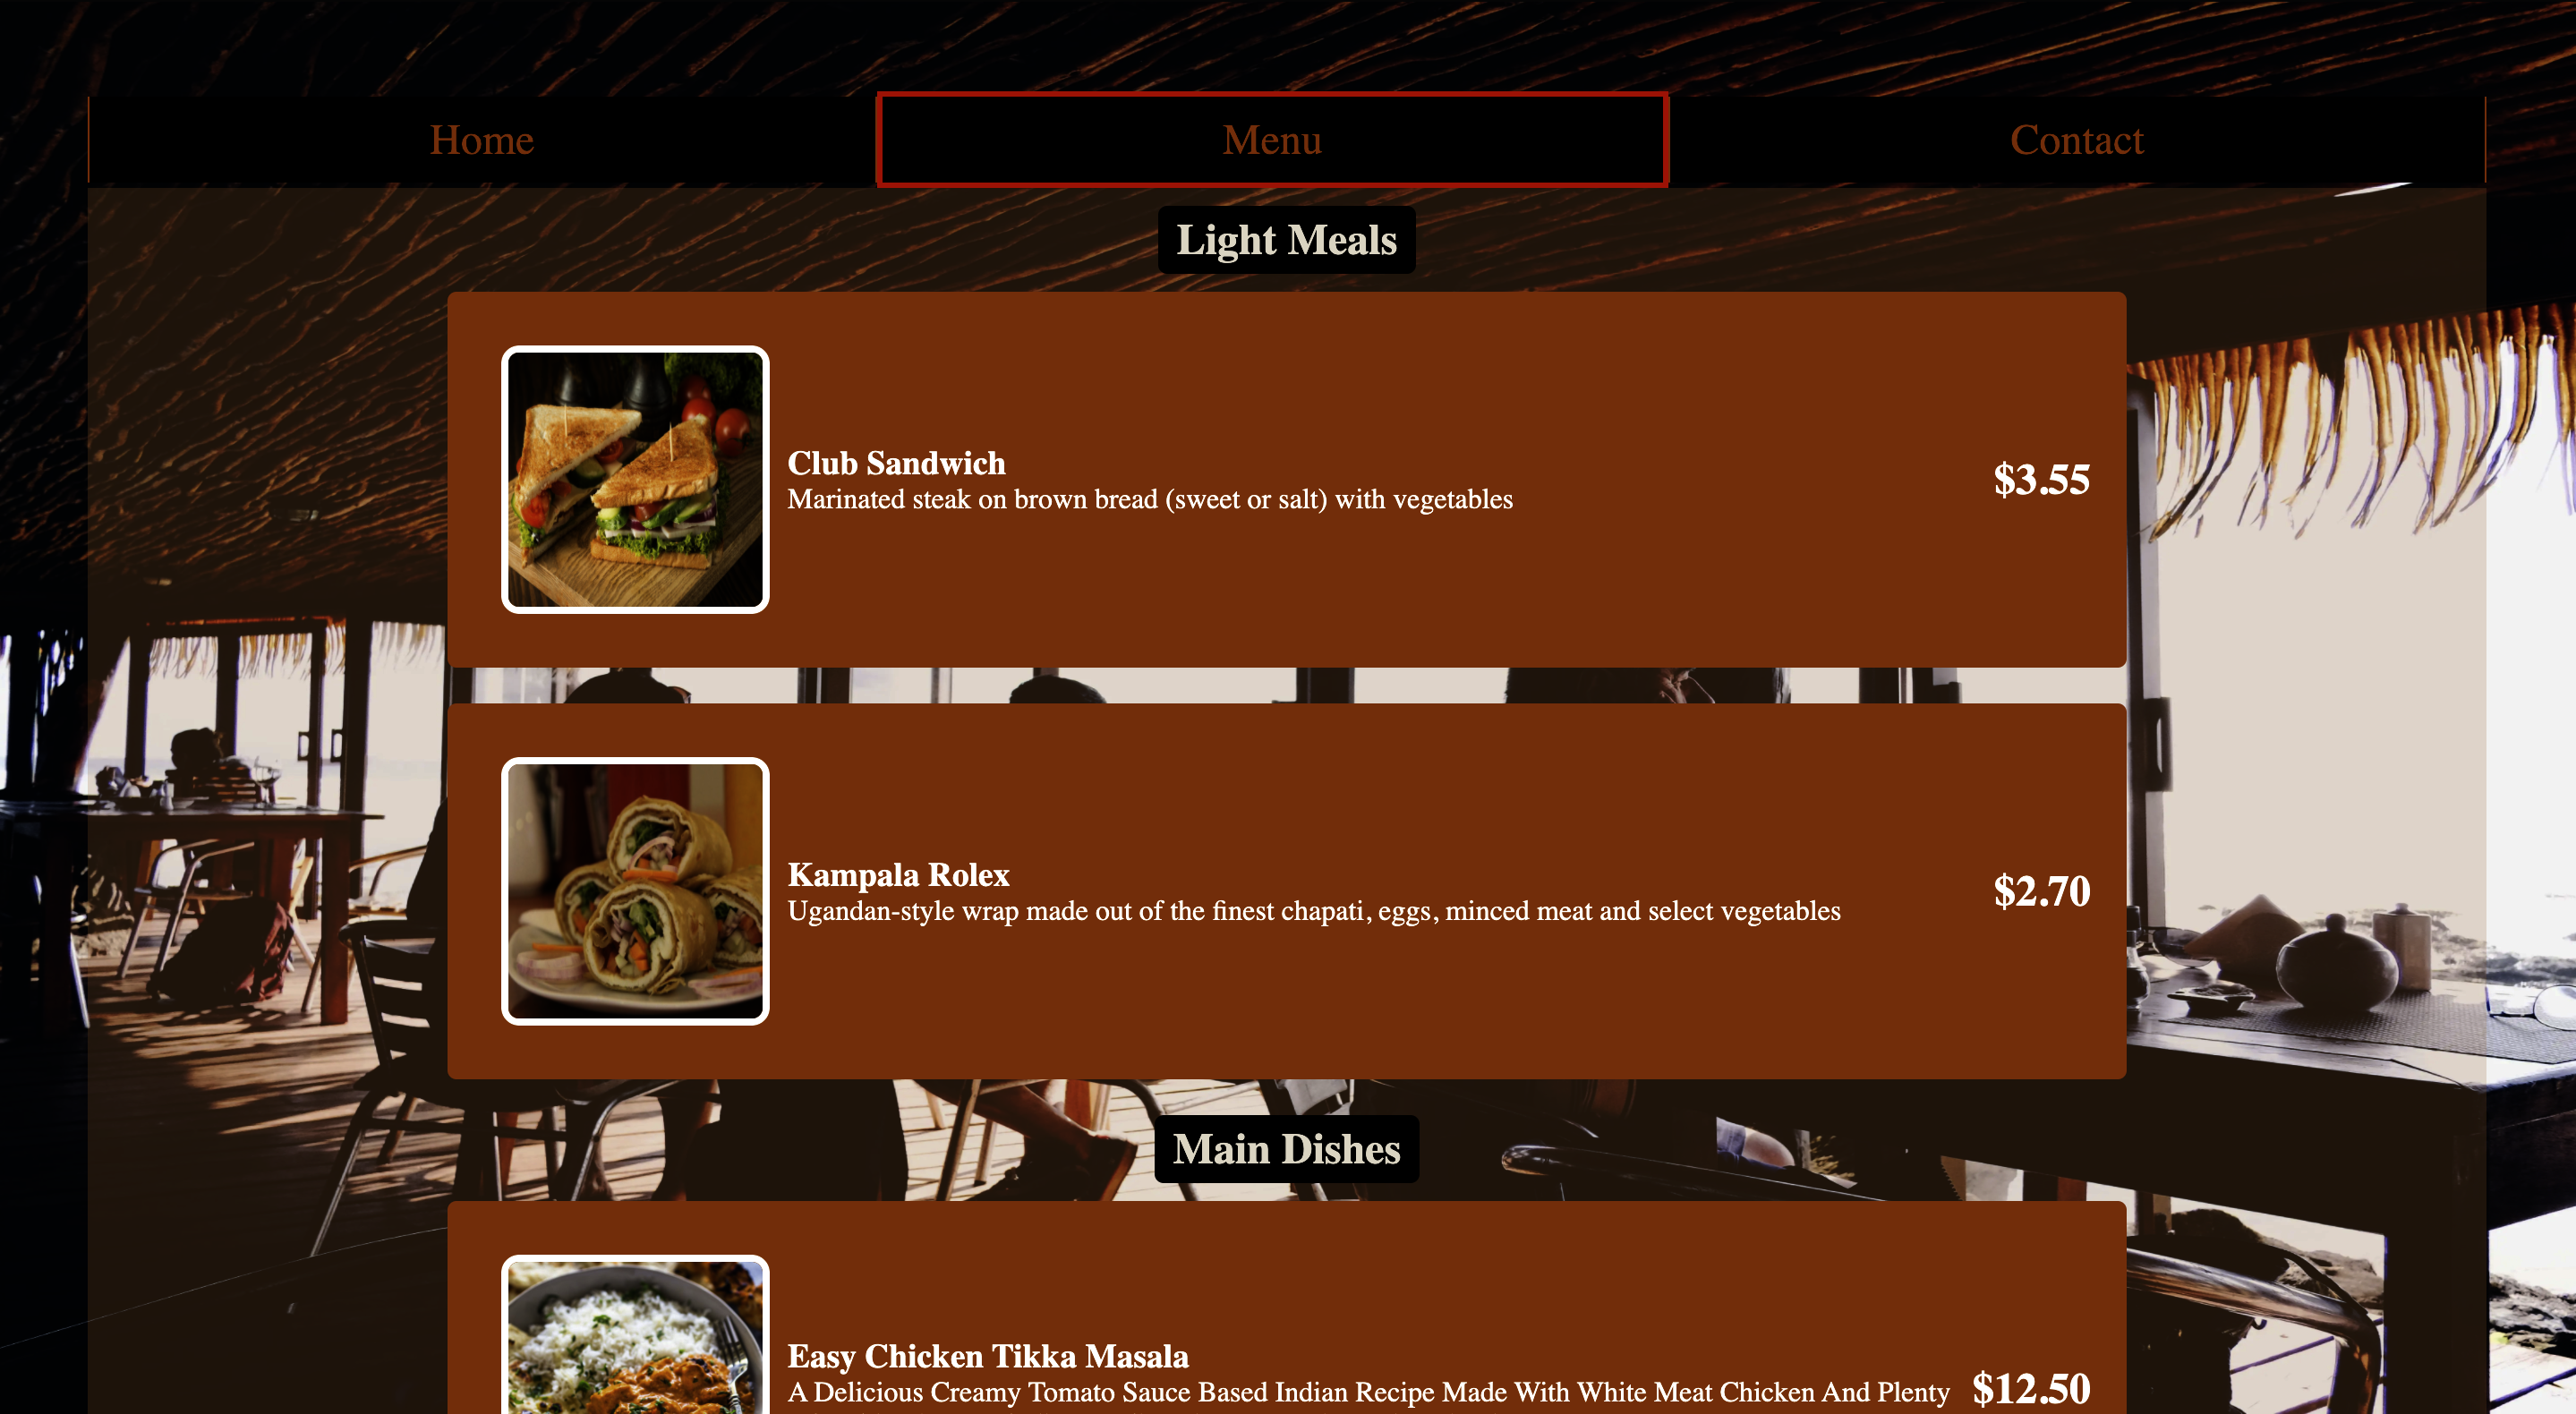 Home
Menu
Contact
Light Meals
Club Sandwich
Marinated steak on brown bread (sweet or salt) with vegetables
$3.55
Kampala Rolex
Ugandan-style wrap made out of the finest chapati, eggs, minced meat and select vegetables
$2.70
Main Dishes
Easy Chicken Tikka Masala
A Delicious Creamy Tomato Sauce Based Indian Recipe Made With White Meat Chicken And Plenty
$12.50